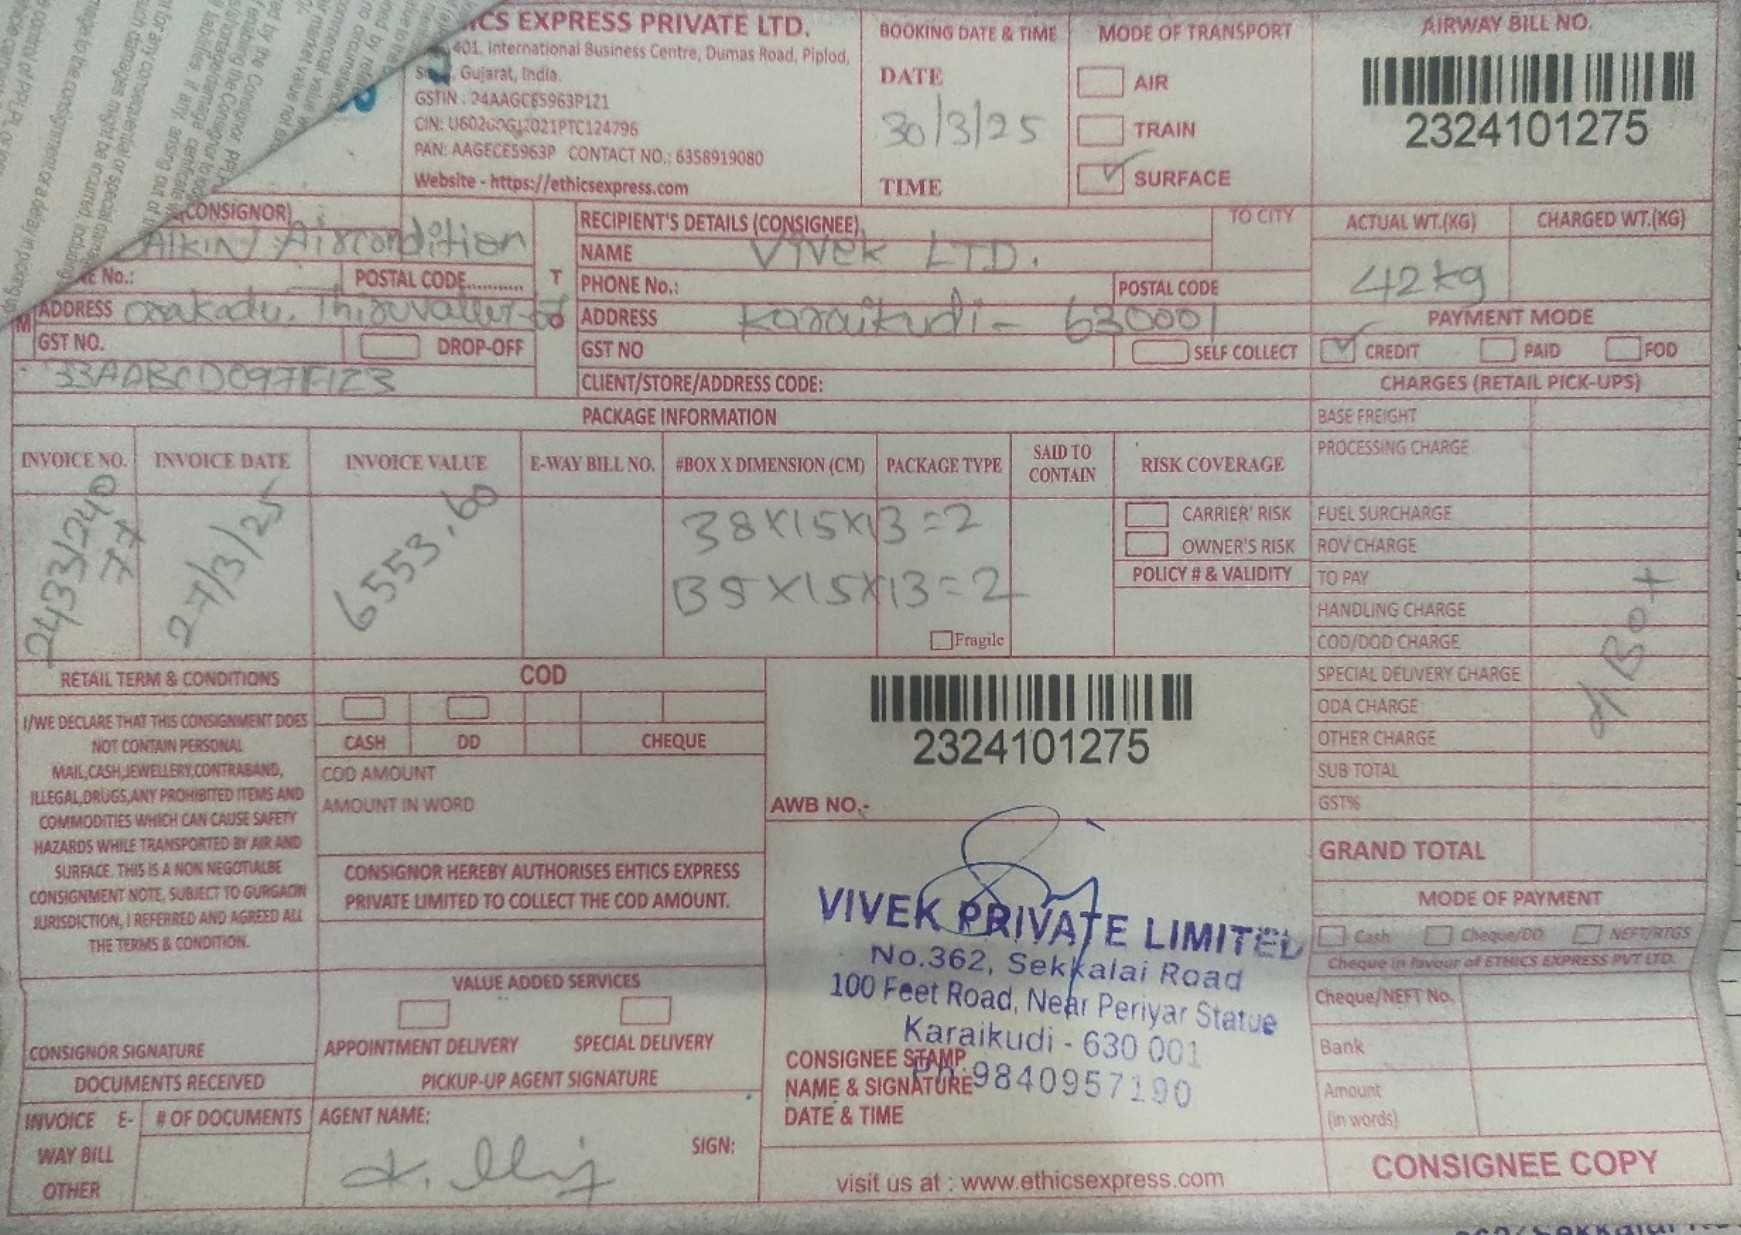 ICS EXPRESS PRIVATE LTD.
401. International Business Centre, Dumas Road, Piplod,
Gujarat, India.
GSTIN : 24AAGCE5963P1Z1
CIN: U60200GJ2021PTC124796
PAN: AAGECE5963P CONTACT NO.: 6358919080
Website - https://ethicsexpress.com
BOOKING DATE & TIME
DATE
30/3/25
TIME
MODE OF TRANSPORT
AIR
TRAIN
SURFACE
AIRWAY BILL NO.
2324101275
(CONSIGNOR)
Aircondition
No.:
POSTAL CODE...........
ADDRESS Thiruvallur
GST NO.
DROP-OFF
T
O
M
RECIPIENT'S DETAILS (CONSIGNEE)
TO CITY
NAME Vivek LTD.
PHONE No.:
POSTAL CODE
ADDRESS Karaikudi - 630001
GST NO
SELF COLLECT
CLIENT/STORE/ADDRESS CODE:
ACTUAL WT.(KG)
CHARGED WT.(KG)
42kg
PAYMENT MODE
CREDIT
PAID
FOD
CHARGES (RETAIL PICK-UPS)
PACKAGE INFORMATION
INVOICE NO.
INVOICE DATE
INVOICE VALUE
E-WAY BILL NO.
#BOX X DIMENSION (CM)
PACKAGE TYPE
SAID TO CONTAIN
RISK COVERAGE
2433/240
77
27/3/25
6553.60
38X15X13=2
X15X13=2
Fragile
CARRIER' RISK
OWNER'S RISK
POLICY # & VALIDITY
BASE FREIGHT
PROCESSING CHARGE
FUEL SURCHARGE
ROV CHARGE
TO PAY
HANDLING CHARGE
COD/DOD CHARGE
SPECIAL DELIVERY CHARGE
ODA CHARGE
OTHER CHARGE
SUB TOTAL
GST%
GRAND TOTAL
RETAIL TERM & CONDITIONS
I/WE DECLARE THAT THIS CONSIGNMENT DOES
NOT CONTAIN PERSONAL
MAIL,CASH,JEWELLERY,CONTRABAND,
ILLEGAL,DRUGS,ANY PROHIBITED ITEMS AND
COMMODITIES WHICH CAN CAUSE SAFETY
HAZARDS WHILE TRANSPORTED BY AIR AND
SURFACE. THIS IS A NON NEGOTIALBE
CONSIGNMENT NOTE, SUBJECT TO GURGAON
JURISDICTION, I REFERRED AND AGREED ALL
THE TERMS & CONDITION.
COD
CASH
DD
CHEQUE
COD AMOUNT
AMOUNT IN WORD
CONSIGNOR HEREBY AUTHORISES EHTICS EXPRESS
PRIVATE LIMITED TO COLLECT THE COD AMOUNT.
2324101275
AWB NO.-
VIVEK PRIVATE LIMITED
No.362, Sekkalai Road
100 Feet Road, Near Periyar Statue
Karaikudi - 630 001
PH:9840957190
CONSIGNEE STAMP
NAME & SIGNATURE
DATE & TIME
MODE OF PAYMENT
Cash
Cheque/DD
NEFT/RTGS
Cheque in favour of ETHICS EXPRESS PVT LTD.
Cheque/NEFT No.
Bank
Amount
(in words)
VALUE ADDED SERVICES
APPOINTMENT DELIVERY
SPECIAL DELIVERY
CONSIGNOR SIGNATURE
DOCUMENTS RECEIVED
PICKUP-UP AGENT SIGNATURE
INVOICE E-
WAY BILL
OTHER
# OF DOCUMENTS
AGENT NAME:
SIGN:
visit us at : www.ethicsexpress.com
CONSIGNEE COPY